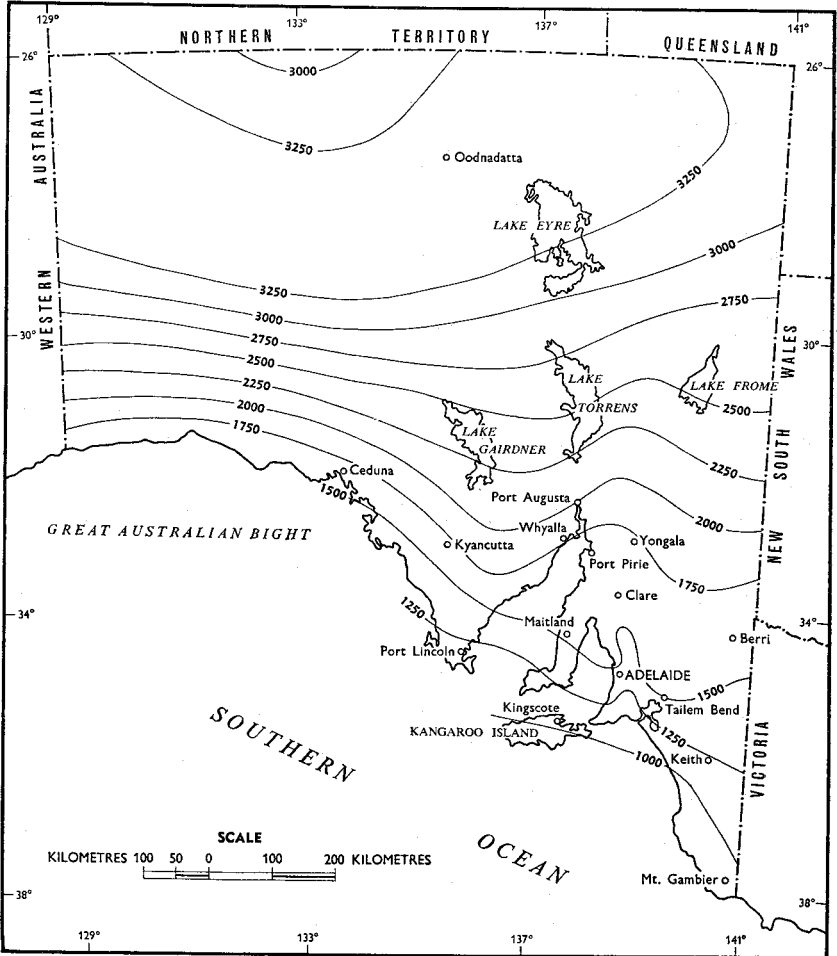 129°
133°
137°
141°
NORTHERN TERRITORY
QUEENSLAND
26°
26°
3000
3250
WESTERN AUSTRALIA
Oodnadatta
3250
LAKE EYRE
3000
3250
2750
3000
30°
30°
2750
NEW SOUTH WALES
2500
LAKE TORRENS
LAKE FROME
2250
2500
2000
LAKE GAIRDNER
1750
2250
Ceduna
1500
Port Augusta
2000
GREAT AUSTRALIAN BIGHT
Whyalla
Kyancutta
Yongala
Port Pirie
1750
Clare
1250
34°
34°
Maitland
Berri
Port Lincoln
ADELAIDE
1500
Kingscote
Tailem Bend
KANGAROO ISLAND
1250
1000
Keith
VICTORIA
SOUTHERN OCEAN
SCALE
KILOMETRES 100 50 0 100 200 KILOMETRES
Mt. Gambier
38°
38°
129°
133°
137°
141°